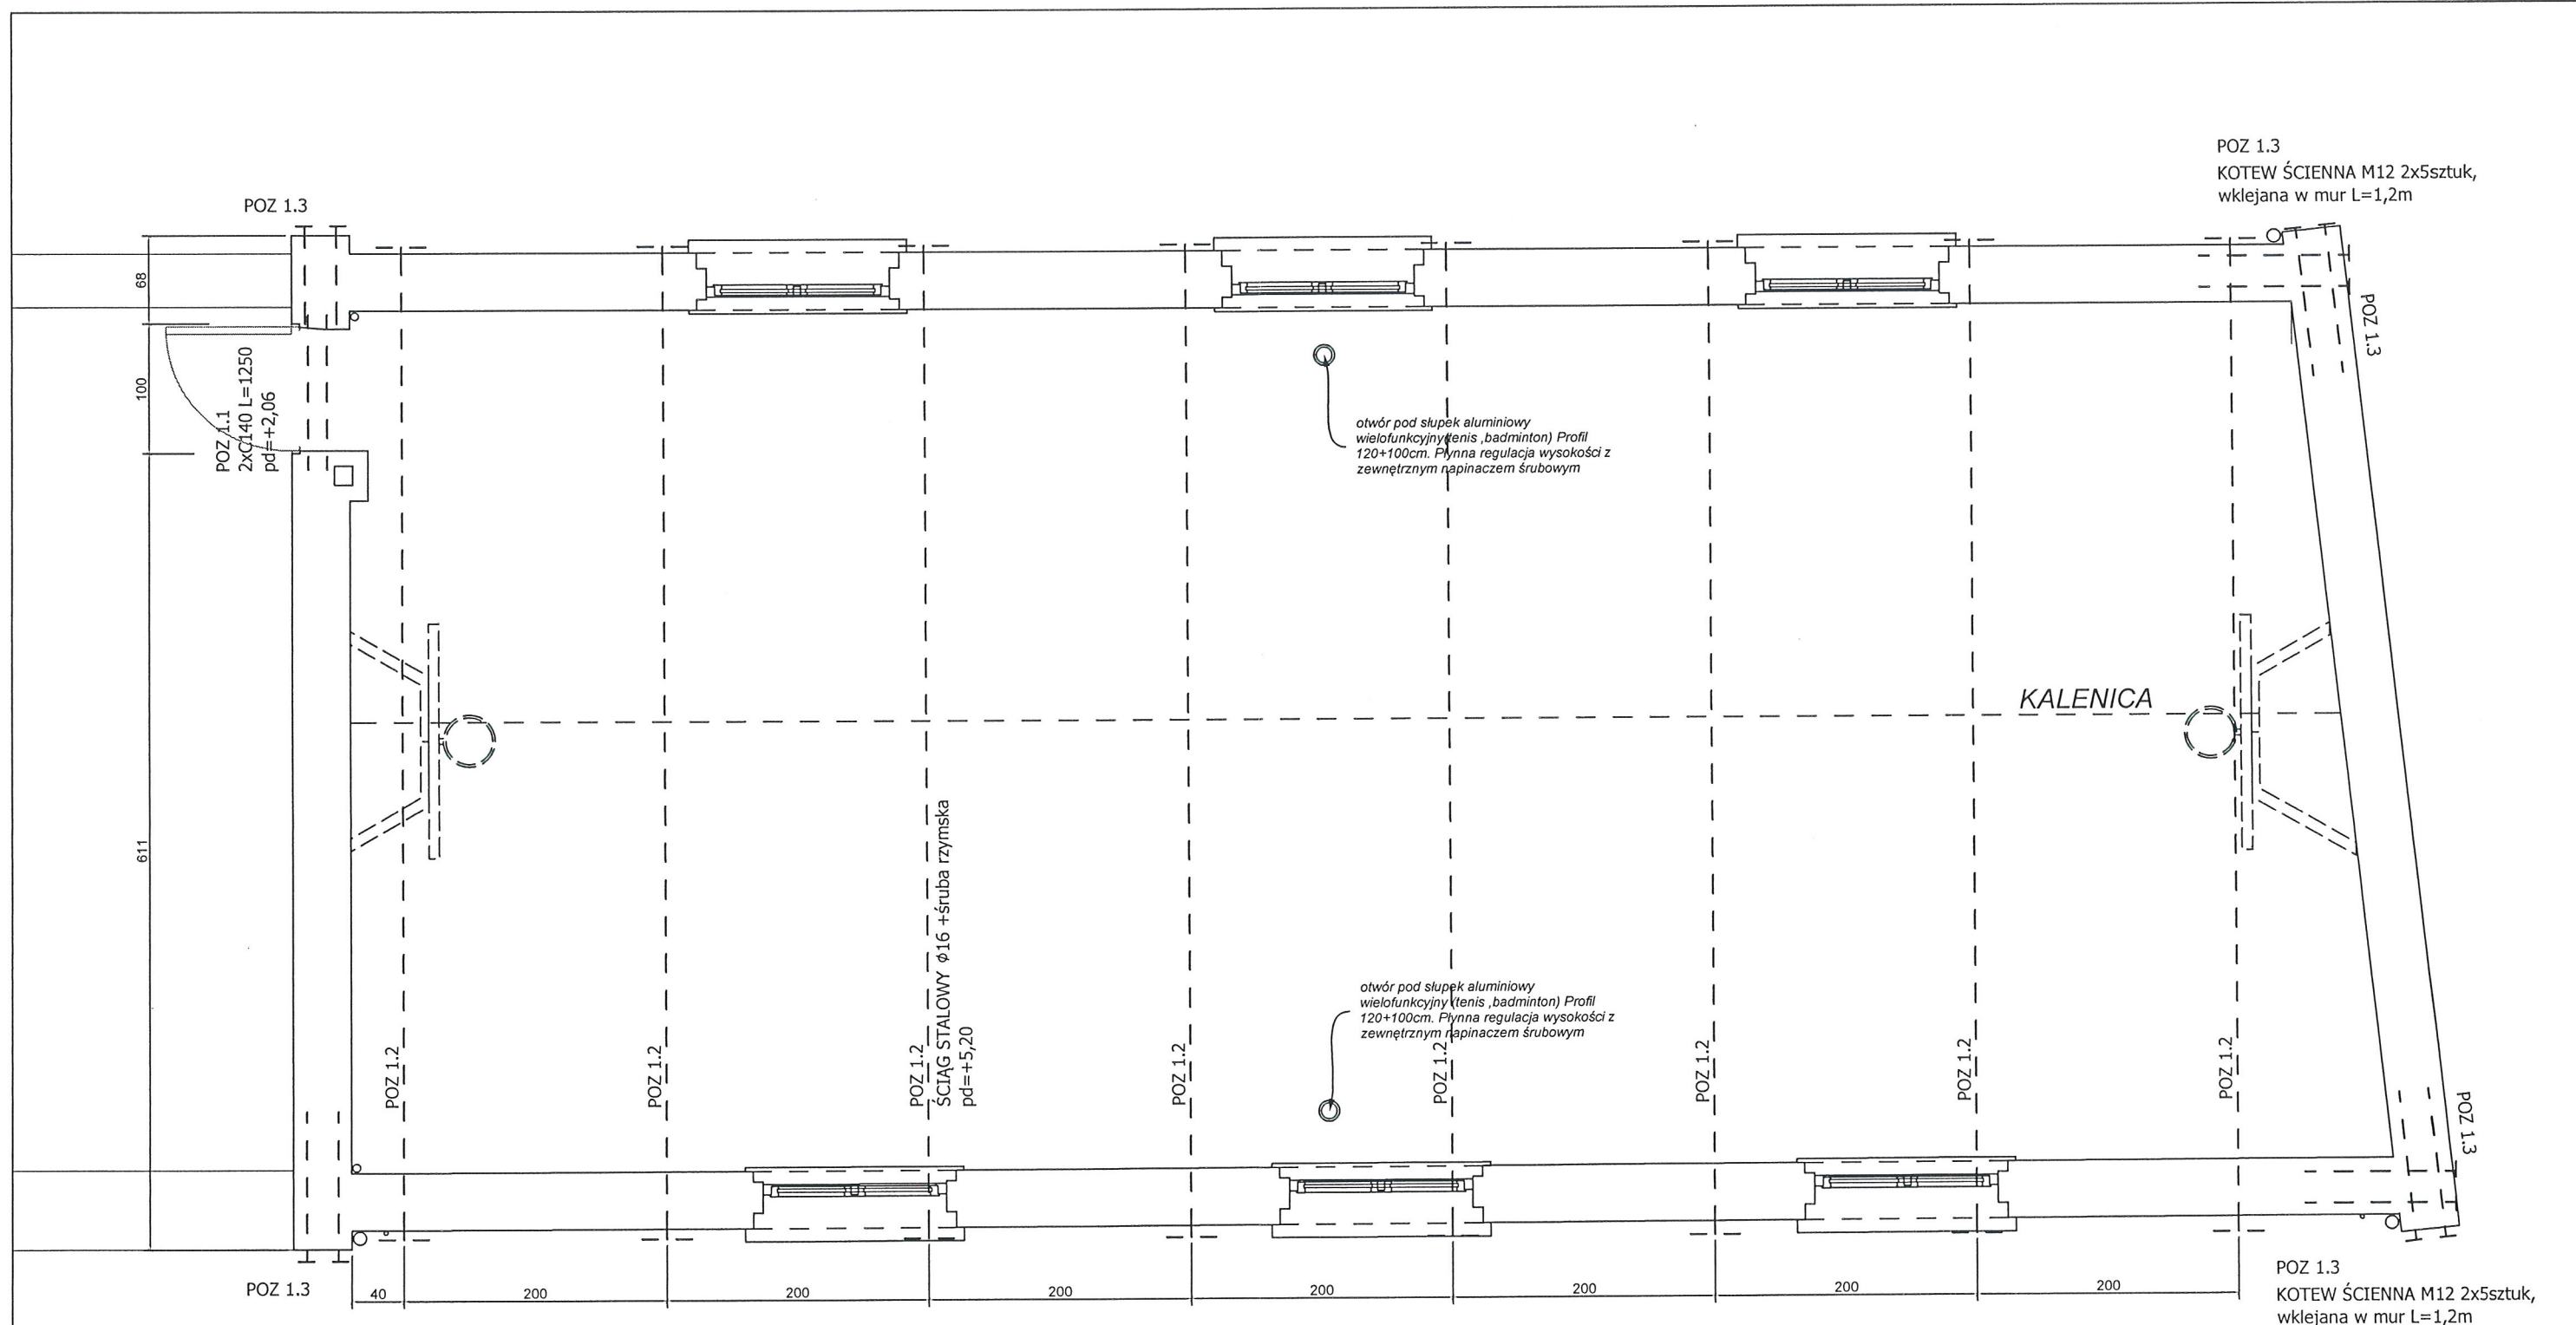 POZ 1.3
KOTEW ŚCIENNA M12 2x5sztuk,
wklejana w mur L=1,2m
POZ 1.3
68
POZ 1.3
100
POZ 1.1
2xC140 L=1250
pd=+2,06
otwór pod słupek aluminiowy
wielofunkcyjny(tenis ,badminton) Profil
120+100cm. Płynna regulacja wysokości z
zewnętrznym napinaczem śrubowym
KALENICA
611
ŚCIĄG STALOWY ϕ16 +śruba rzymska
pd=+5,20
otwór pod słupek aluminiowy
wielofunkcyjny (tenis ,badminton) Profil
120+100cm. Płynna regulacja wysokości z
zewnętrznym napinaczem śrubowym
POZ 1.2
POZ 1.2
POZ 1.2
POZ 1.2
POZ 1.2
POZ 1.2
POZ 1.2
POZ 1.2
POZ 1.3
POZ 1.3
40
200
200
200
200
200
200
200
POZ 1.3
KOTEW ŚCIENNA M12 2x5sztuk,
wklejana w mur L=1,2m